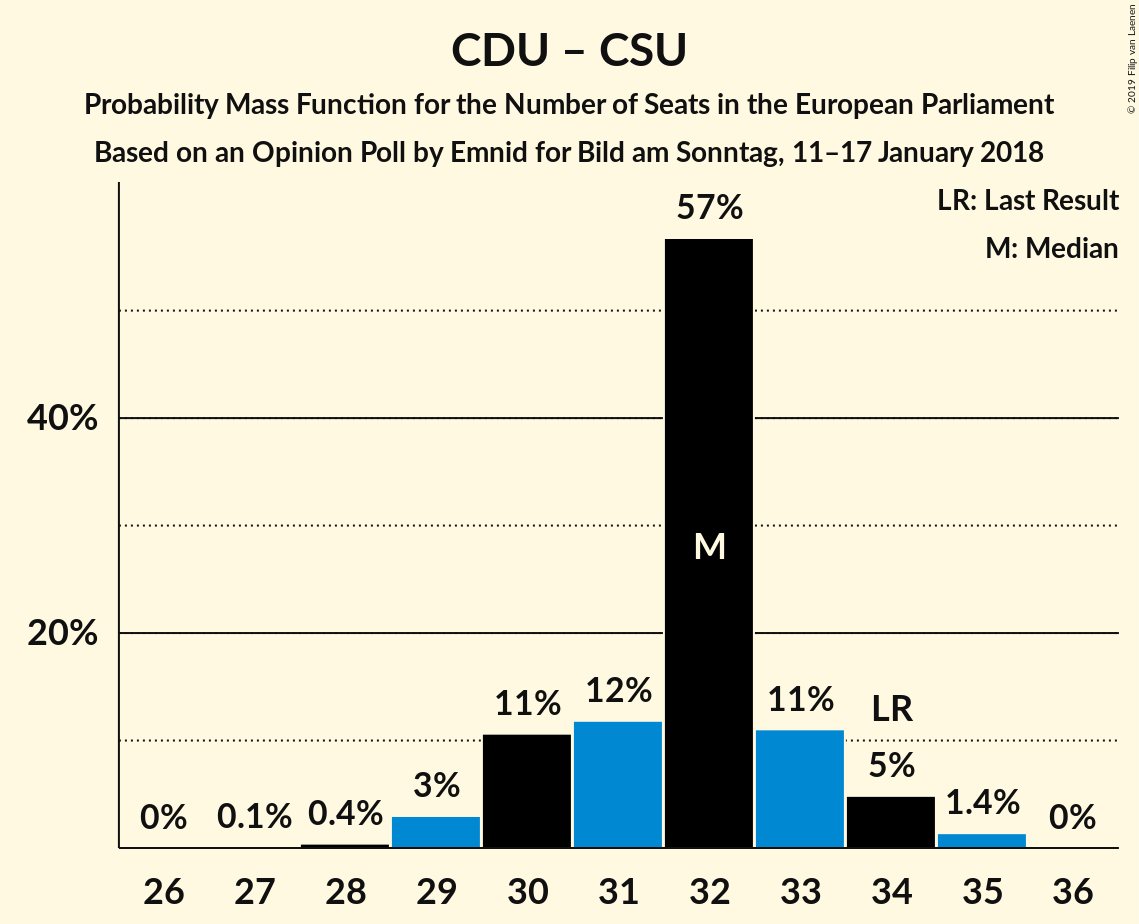 CDU – CSU
Probability Mass Function for the Number of Seats in the European Parliament
Based on an Opinion Poll by Emnid for Bild am Sonntag, 11–17 January 2018
© 2019 Filip van Laenen
LR: Last Result
M: Median
57%
40%
M
20%
12%
11%
11%
LR
5%
3%
1.4%
0.4%
0.1%
0%
0%
26 27 28 29 30 31 32 33 34 35 36